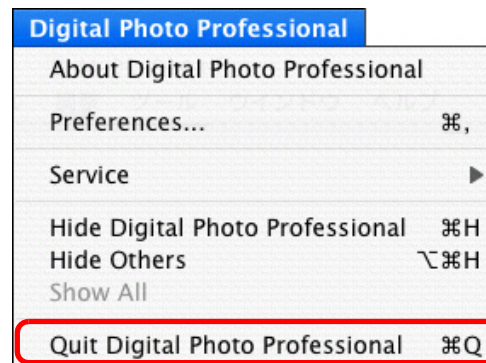 Digital Photo Professional
About Digital Photo Professional
Preferences... ⌘,
Service ▶
Hide Digital Photo Professional ⌘H
Hide Others ⌥⌘H
Show All
Quit Digital Photo Professional ⌘Q